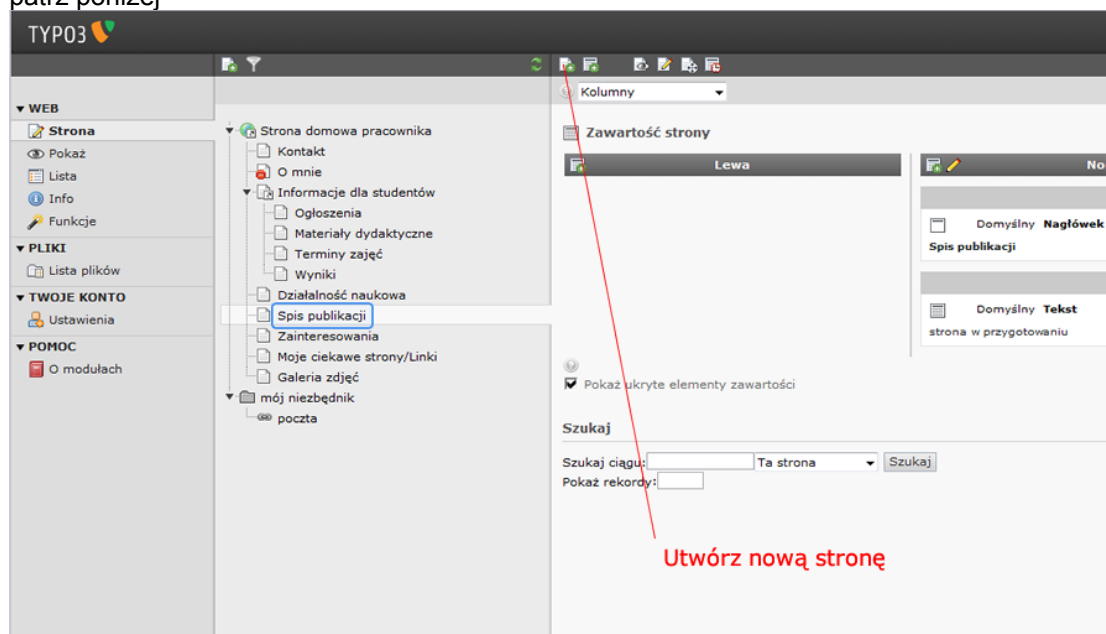 patrz poniżej
TYPO3
Kolumny
WEB
Strona
Pokaż
Lista
Info
Funkcje
PLIKI
Lista plików
TWOJE KONTO
Ustawienia
POMOC
O modułach
Strona domowa pracownika
Kontakt
O mnie
Informacje dla studentów
Ogłoszenia
Materiały dydaktyczne
Terminy zajęć
Wyniki
Działalność naukowa
Spis publikacji
Zainteresowania
Moje ciekawe strony/Linki
Galeria zdjęć
mój niezbędnik
poczta
Zawartość strony
Lewa
No
Domyślny Nagłówek
Spis publikacji
Domyślny Tekst
strona w przygotowaniu
Pokaż ukryte elementy zawartości
Szukaj
Szukaj ciągu: Ta strona Szukaj
Pokaż rekordy:
Utwórz nową stronę